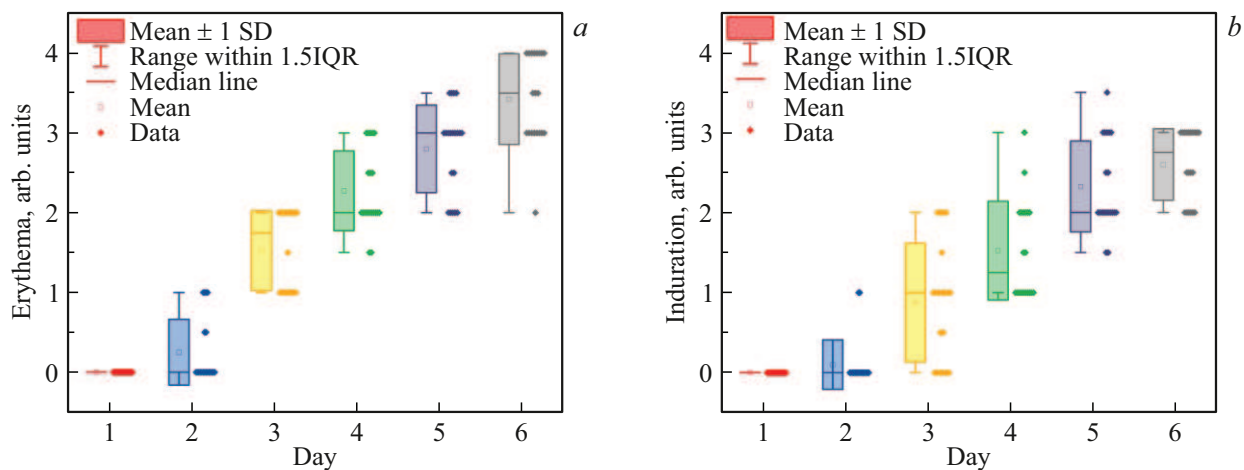 a
Mean ± 1 SD
Range within 1.5IQR
Median line
Mean
Data
Erythema, arb. units
4
3
2
1
0
1 2 3 4 5 6
Day
b
Mean ± 1 SD
Range within 1.5IQR
Median line
Mean
Data
Induration, arb. units
4
3
2
1
0
1 2 3 4 5 6
Day